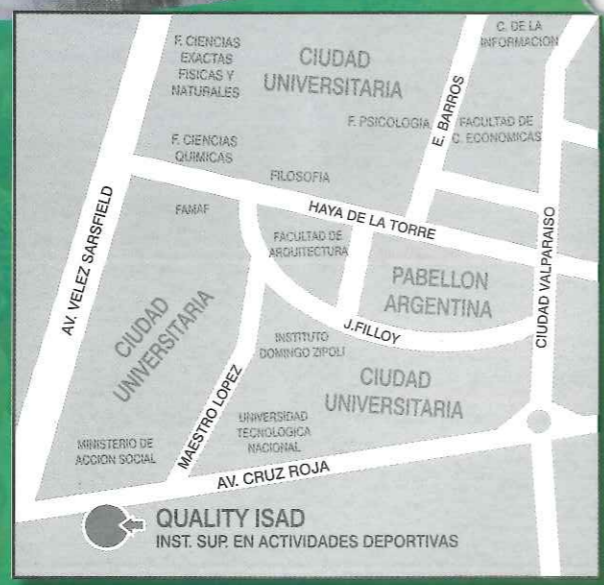 C. DE LA
INFORMACION
F. CIENCIAS
EXACTAS
FISICAS Y
NATURALES
CIUDAD
UNIVERSITARIA
E. BARROS
F. PSICOLOGIA
FACULTAD DE
C. ECONOMICAS
F. CIENCIAS
QUIMICAS
FILOSOFIA
AV. VELEZ SARSFIELD
FAMAF
HAYA DE LA TORRE
FACULTAD DE
ARQUITECTURA
CIUDAD VALPARAISO
PABELLON
ARGENTINA
CIUDAD
UNIVERSITARIA
J.FILLOY
INSTITUTO
DOMINGO ZIPOLI
CIUDAD
UNIVERSITARIA
MAESTRO LOPEZ
UNIVERSIDAD
TECNOLOGICA
NACIONAL
MINISTERIO DE
ACCION SOCIAL
AV. CRUZ ROJA
QUALITY ISAD
INST. SUP. EN ACTIVIDADES DEPORTIVAS